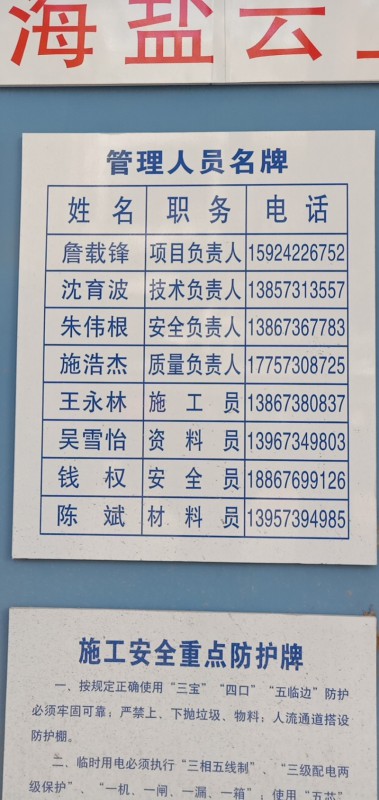 海盐云
管理人员名牌
姓 名 职 务 电 话
詹载锋 项目负责人 15924226752
沈育波 技术负责人 13857313557
朱伟根 安全负责人 13867367783
施浩杰 质量负责人 17757308725
王永林 施 工 员 13867380837
吴雪怡 资 料 员 13967349803
钱 权 安 全 员 18867699126
陈 斌 材 料 员 13957394985
施工安全重点防护牌
一、按规定正确使用“三宝”“四口”“五临边”防护
必须牢固可靠；严禁上、下抛垃圾、物料；人流通道搭设
防护棚。
二、临时用电必须执行“三相五线制”、“三级配电两
级保护”、“一机、一闸、一漏、一箱”；使用“五芯”